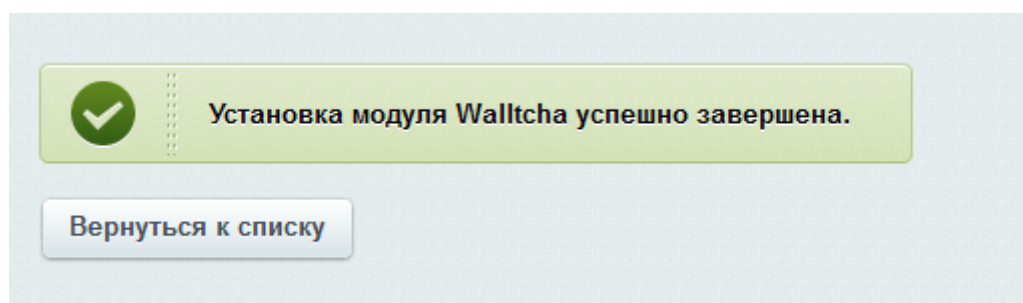 Установка модуля Walltcha успешно завершена.
Вернуться к списку